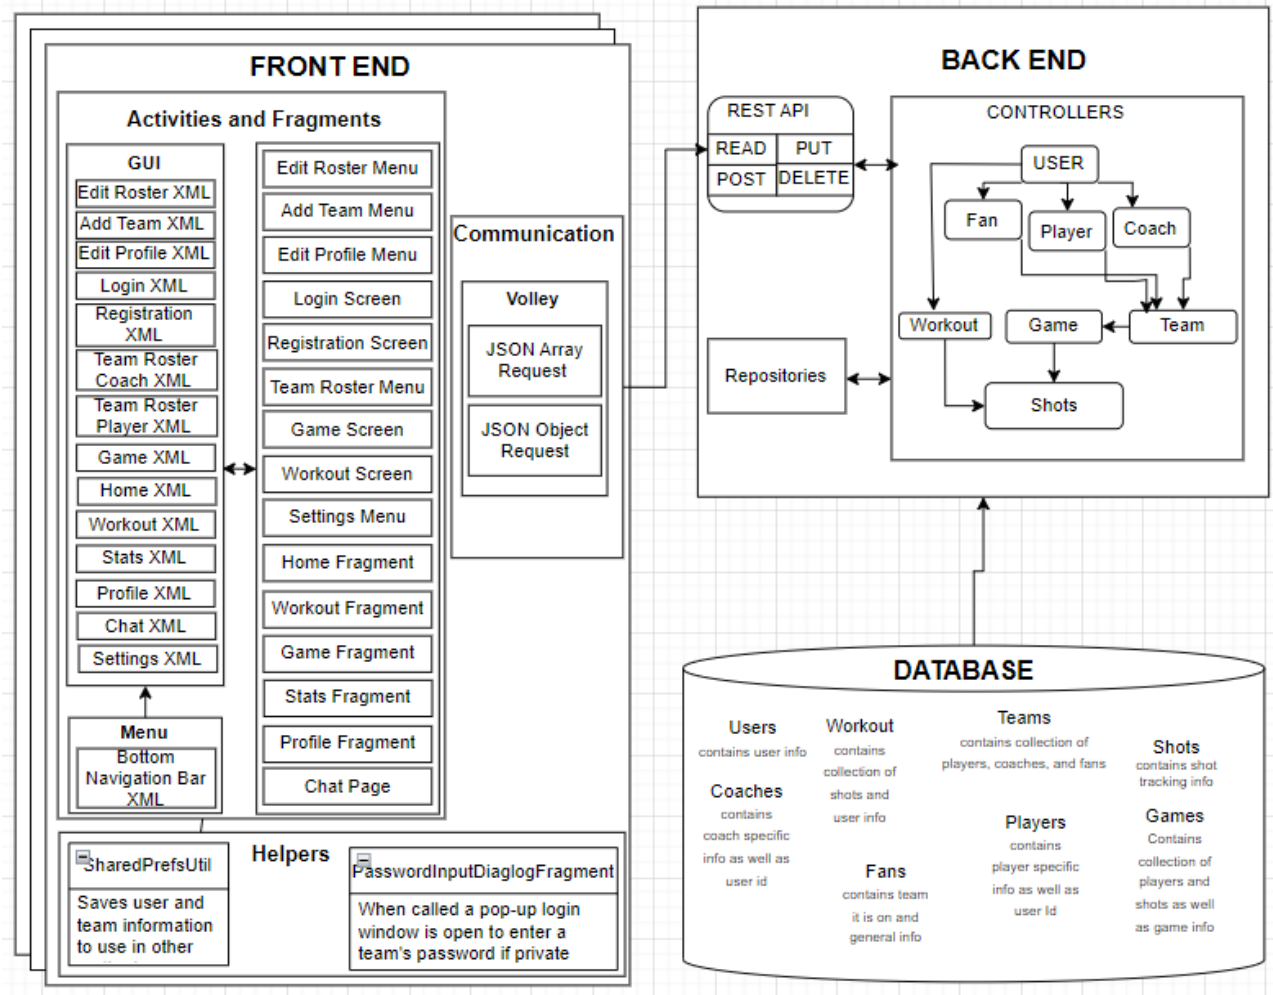 FRONT END
Activities and Fragments
GUI
Edit Roster XML
Add Team XML
Edit Profile XML
Login XML
Registration
XML
Team Roster
Coach XML
Team Roster
Player XML
Game XML
Home XML
Workout XML
Stats XML
Profile XML
Chat XML
Settings XML
Menu
Bottom
Navigation Bar
XML
Edit Roster Menu
Add Team Menu
Edit Profile Menu
Login Screen
Registration Screen
Team Roster Menu
Game Screen
Workout Screen
Settings Menu
Home Fragment
Workout Fragment
Game Fragment
Stats Fragment
Profile Fragment
Chat Page
Communication
Volley
JSON Array
Request
JSON Object
Request
Helpers
SharedPrefsUtil
Saves user and
team information
to use in other
PasswordInputDiaglogFragment
When called a pop-up login
window is open to enter a
team's password if private
BACK END
REST API
READ
PUT
POST
DELETE
CONTROLLERS
USER
Fan
Player
Coach
Workout
Game
Team
Shots
Repositories
DATABASE
Users
contains user info
Workout
contains
collection of
shots and
user info
Teams
contains collection of
players, coaches, and fans
Shots
contains shot
tracking info
Coaches
contains
coach specific
info as well as
user id
Fans
contains team
it is on and
general info
Players
contains
player specific
info as well as
user Id
Games
Contains
collection of
players and
shots as well
as game info